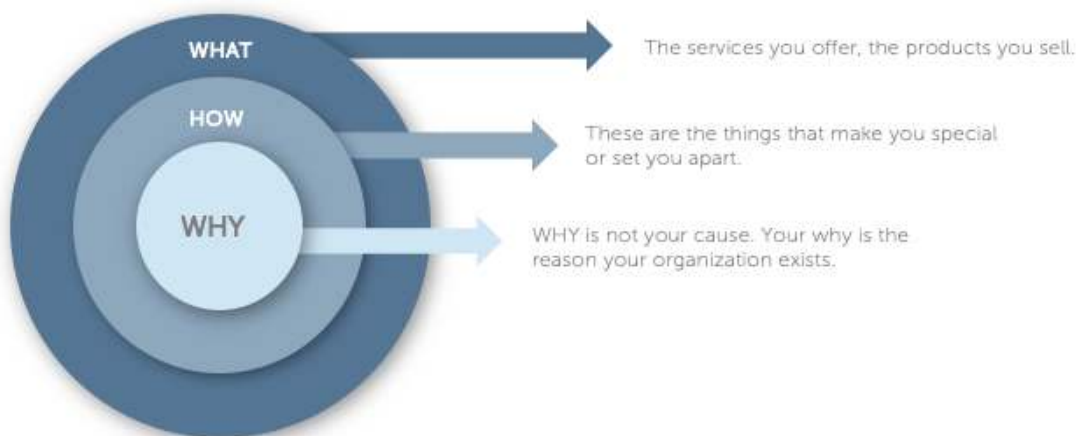 WHAT
The services you offer, the products you sell.
HOW
These are the things that make you special
or set you apart.
WHY
WHY is not your cause. Your why is the
reason your organization exists.